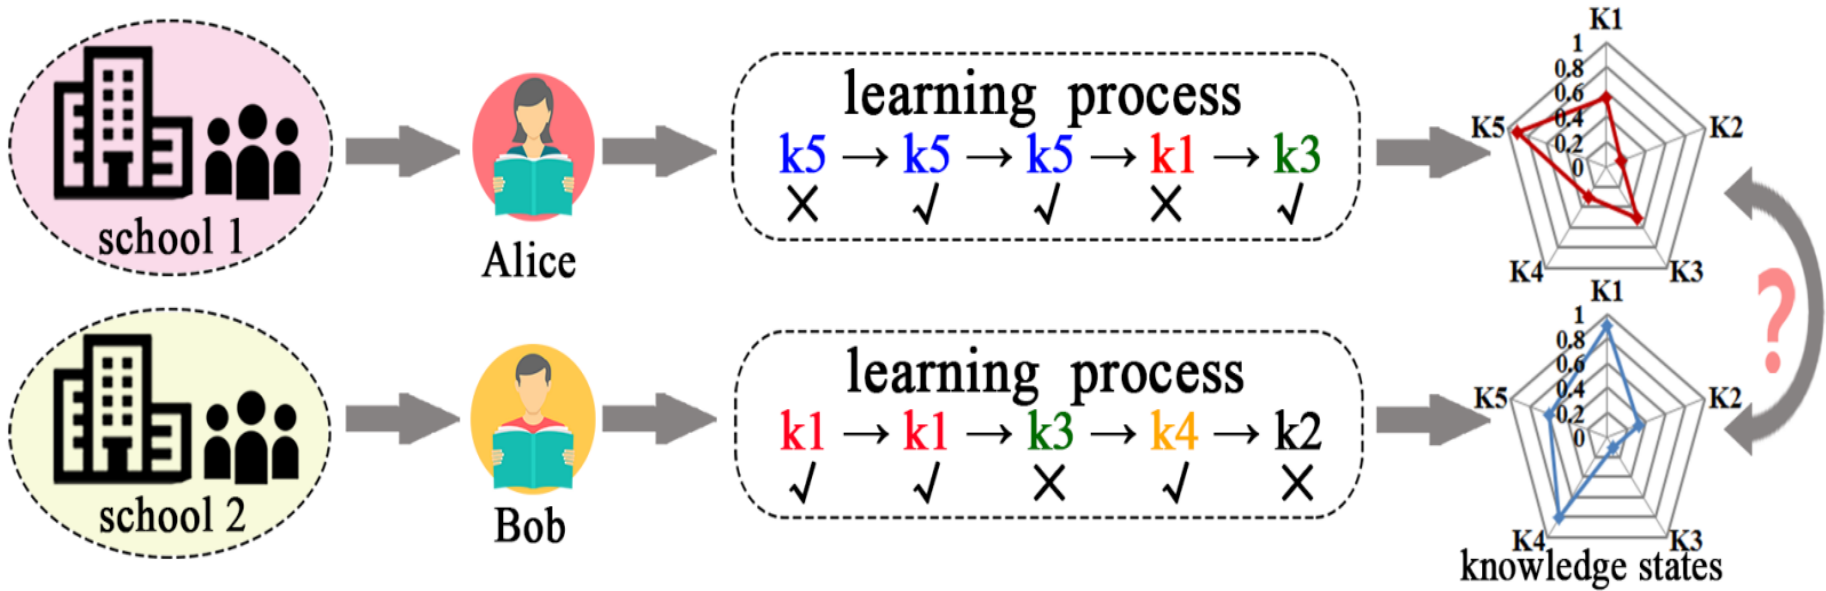 school 1
Alice
learning process
k5 → k5 → k5 → k1 → k3
× √ √ × √
K1
1
0.8
0.6
0.4
0.2
0
K5
K2
K4
K3
school 2
Bob
learning process
k1 → k1 → k3 → k4 → k2
√ √ × √ ×
K1
1
0.8
0.6
0.4
0.2
0
K5
K2
K4
K3
knowledge states
?